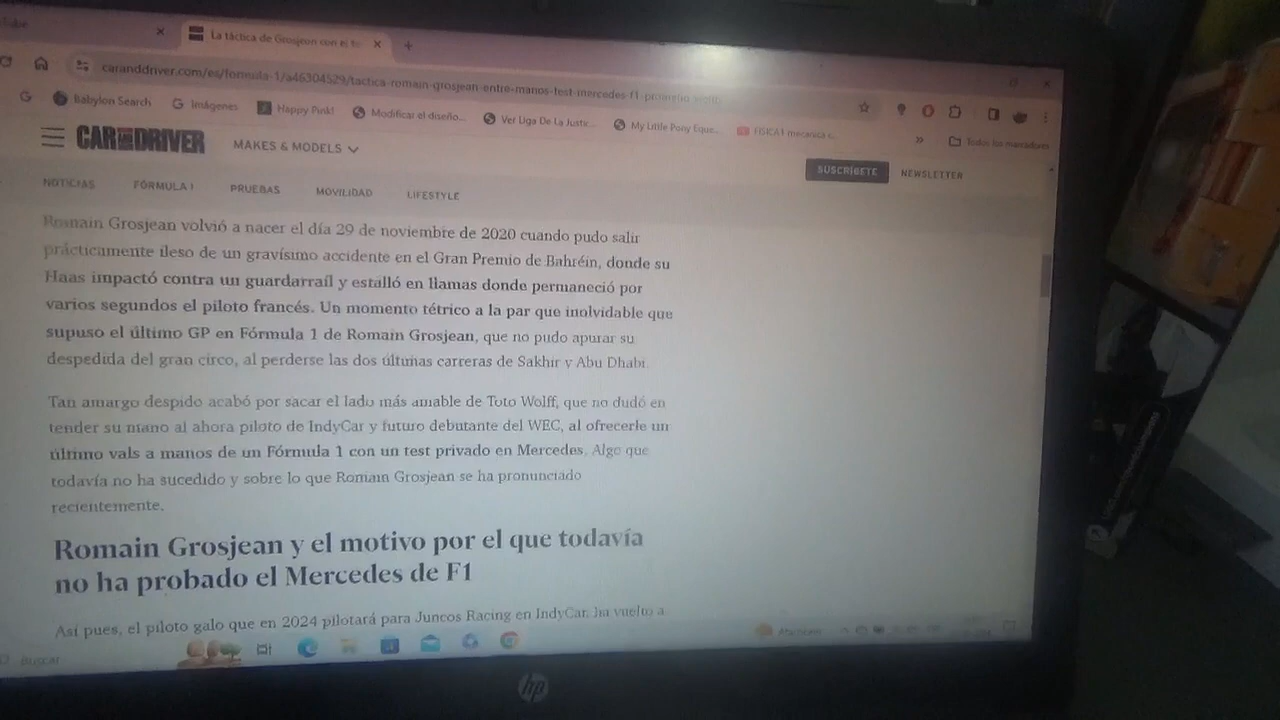 La táctica de Grosjean con el
caranddriver.com/es/formula-1/a46304529/tactica-romain-grosjean-entre-manos-test-mercedes-f1
Babylon Search
Imágenes
Happy Pink!
Modificar el diseño...
Ver Liga De La Justic...
My Little Pony Eque...
Todos los marcadores
CAR AND DRIVER
MAKES & MODELS
SUSCRÍBETE
NEWSLETTER
NOTICIAS
FÓRMULA 1
PRUEBAS
MOVILIDAD
LIFESTYLE
Romain Grosjean volvió a nacer el día 29 de noviembre de 2020 cuando pudo salir
prácticamente ileso de un gravísimo accidente en el Gran Premio de Bahréin, donde su
Haas impactó contra un guardarraíl y estalló en llamas donde permaneció por
varios segundos el piloto francés. Un momento tétrico a la par que inolvidable que
supuso el último GP en Fórmula 1 de Romain Grosjean, que no pudo apurar su
despedida del gran circo, al perderse las dos últimas carreras de Sakhir y Abu Dhabi.
Tan amargo despido acabó por sacar el lado más amable de Toto Wolff, que no dudó en
tender su mano al ahora piloto de IndyCar y futuro debutante del WEC, al ofrecerle un
último vals a manos de un Fórmula 1 con un test privado en Mercedes. Algo que
todavía no ha sucedido y sobre lo que Romain Grosjean se ha pronunciado
recientemente.
Romain Grosjean y el motivo por el que todavía
no ha probado el Mercedes de F1
Así pues, el piloto galo que en 2024 pilotará para Juncos Racing en IndyCar, ha vuelto a
Buscar
hp